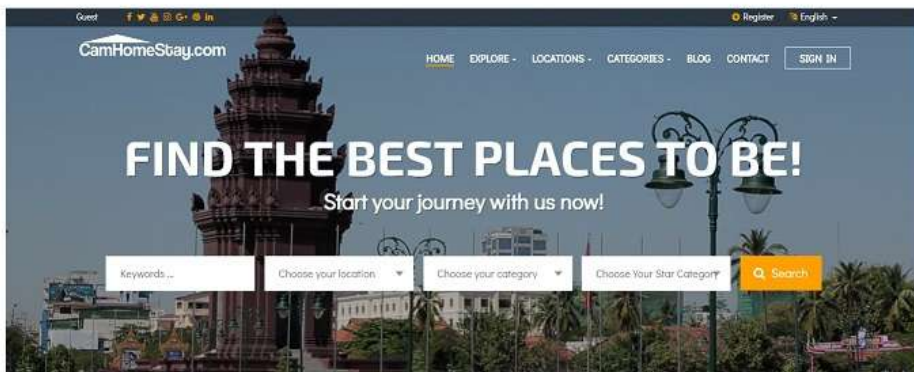 Guest
Register English
CamHomeStay.com
HOME EXPLORE LOCATIONS CATEGORIES BLOG CONTACT SIGN IN
FIND THE BEST PLACES TO BE!
Start your journey with us now!
Keywords ... Choose your location Choose your category Choose Your Star Category Search